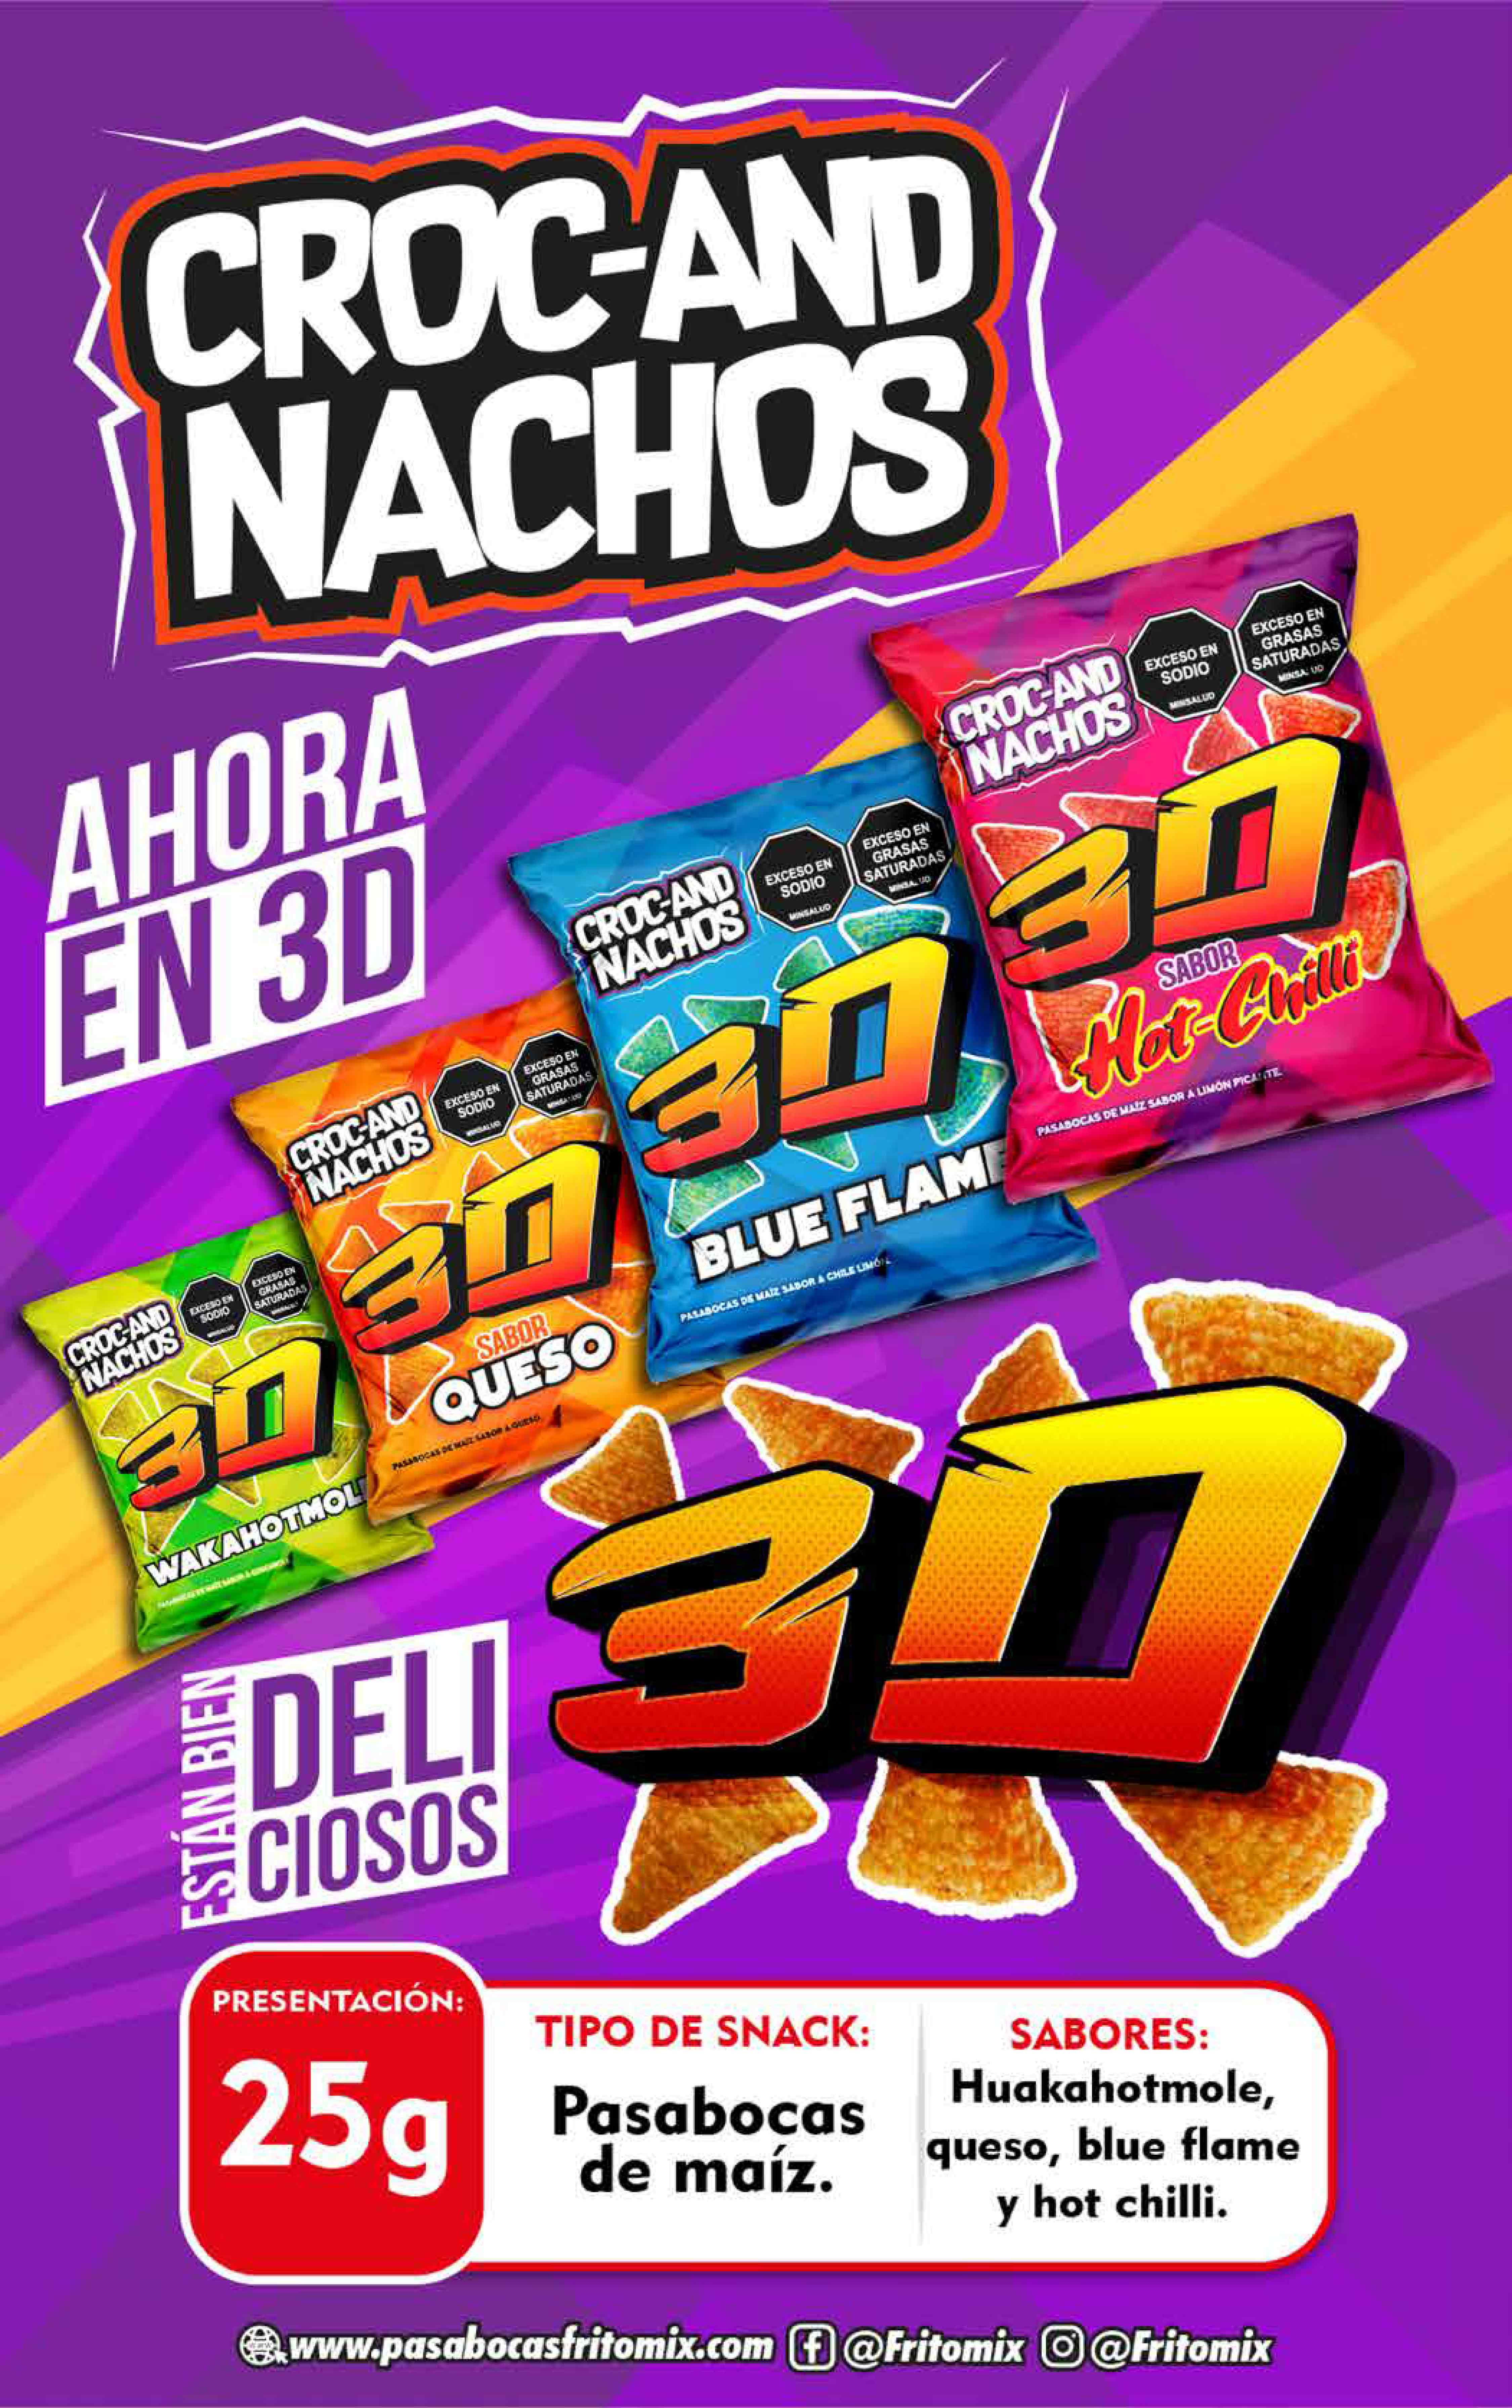 CROC-AND
NACHOS
AHORA
EN 3D
CROC-AND
NACHOS
EXCESO EN
SODIO
MINSALUD
EXCESO EN
GRASAS
SATURADAS
3D
SABOR
Hot-Chilli
PASABOCAS DE MAÍZ SABOR A LIMÓN PICANTE.
CROC-AND
NACHOS
EXCESO EN
SODIO
MINSALUD
EXCESO EN
GRASAS
SATURADAS
3D
BLUE FLAME
PASABOCAS DE MAÍZ SABOR A CHILE LIMÓN.
CROC-AND
NACHOS
EXCESO EN
SODIO
MINSALUD
EXCESO EN
GRASAS
SATURADAS
3D
SABOR
QUESO
PASABOCAS DE MAÍZ SABOR A QUESO.
CROC-AND
NACHOS
EXCESO EN
SODIO
EXCESO EN
GRASAS
SATURADAS
3D
WAKAHOTMOL
3D
ESTÁN BIEN
DELI
CIOSOS
PRESENTACIÓN:
25g
TIPO DE SNACK:
Pasabocas
de maíz.
SABORES:
Huakahotmole,
queso, blue flame
y hot chilli.
www.pasabocasfritomix.com @Fritomix @Fritomix